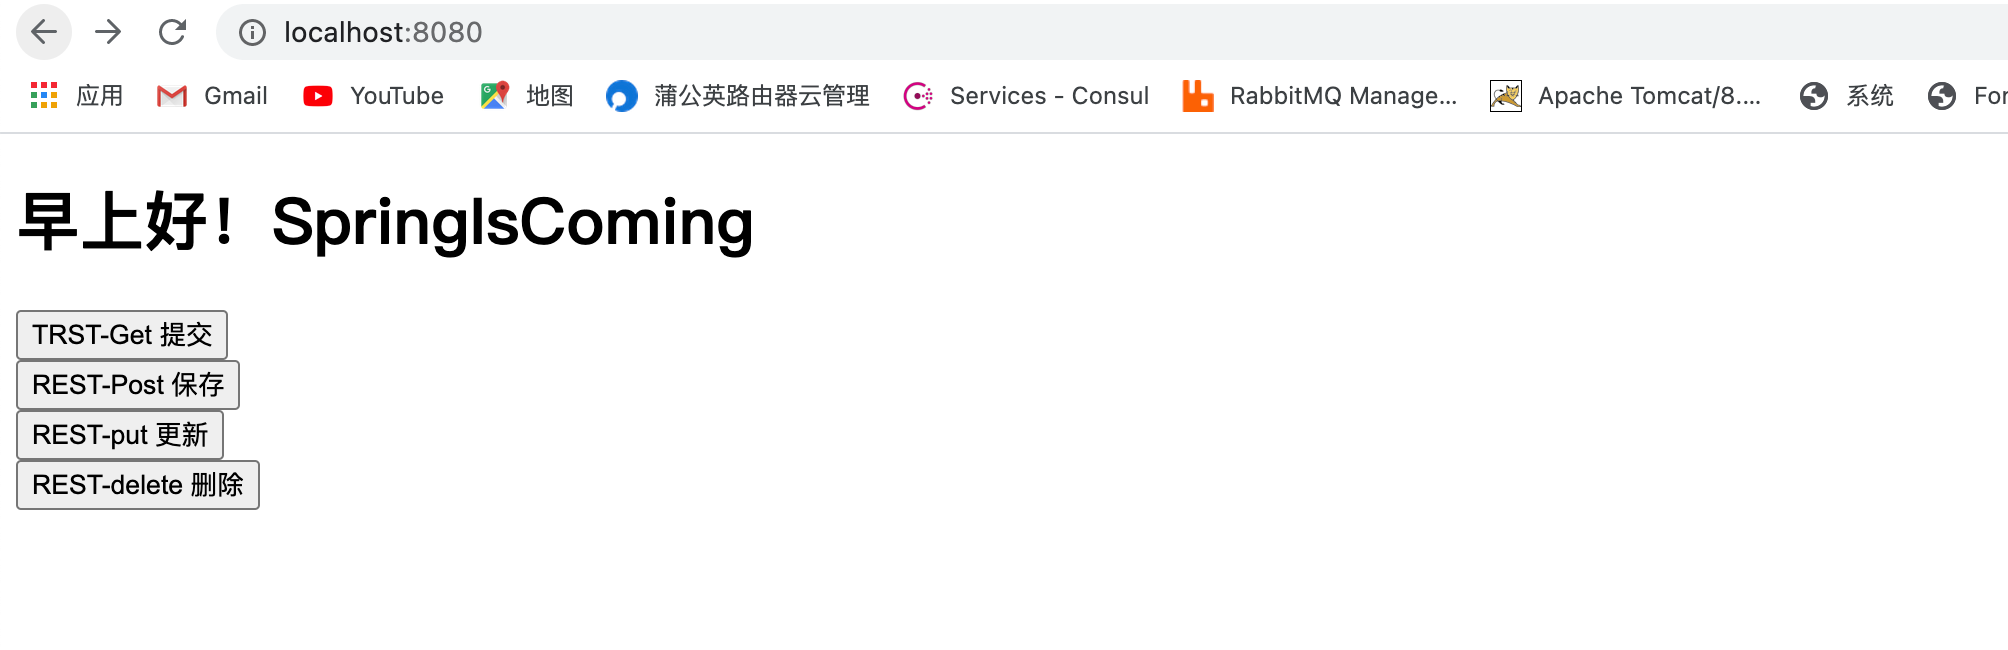 localhost:8080
应用 Gmail YouTube 地图 蒲公英路由器云管理 Services - Consul RabbitMQ Manage... Apache Tomcat/8.... 系统 For
早上好！SpringIsComing
TRST-Get 提交
REST-Post 保存
REST-put 更新
REST-delete 删除